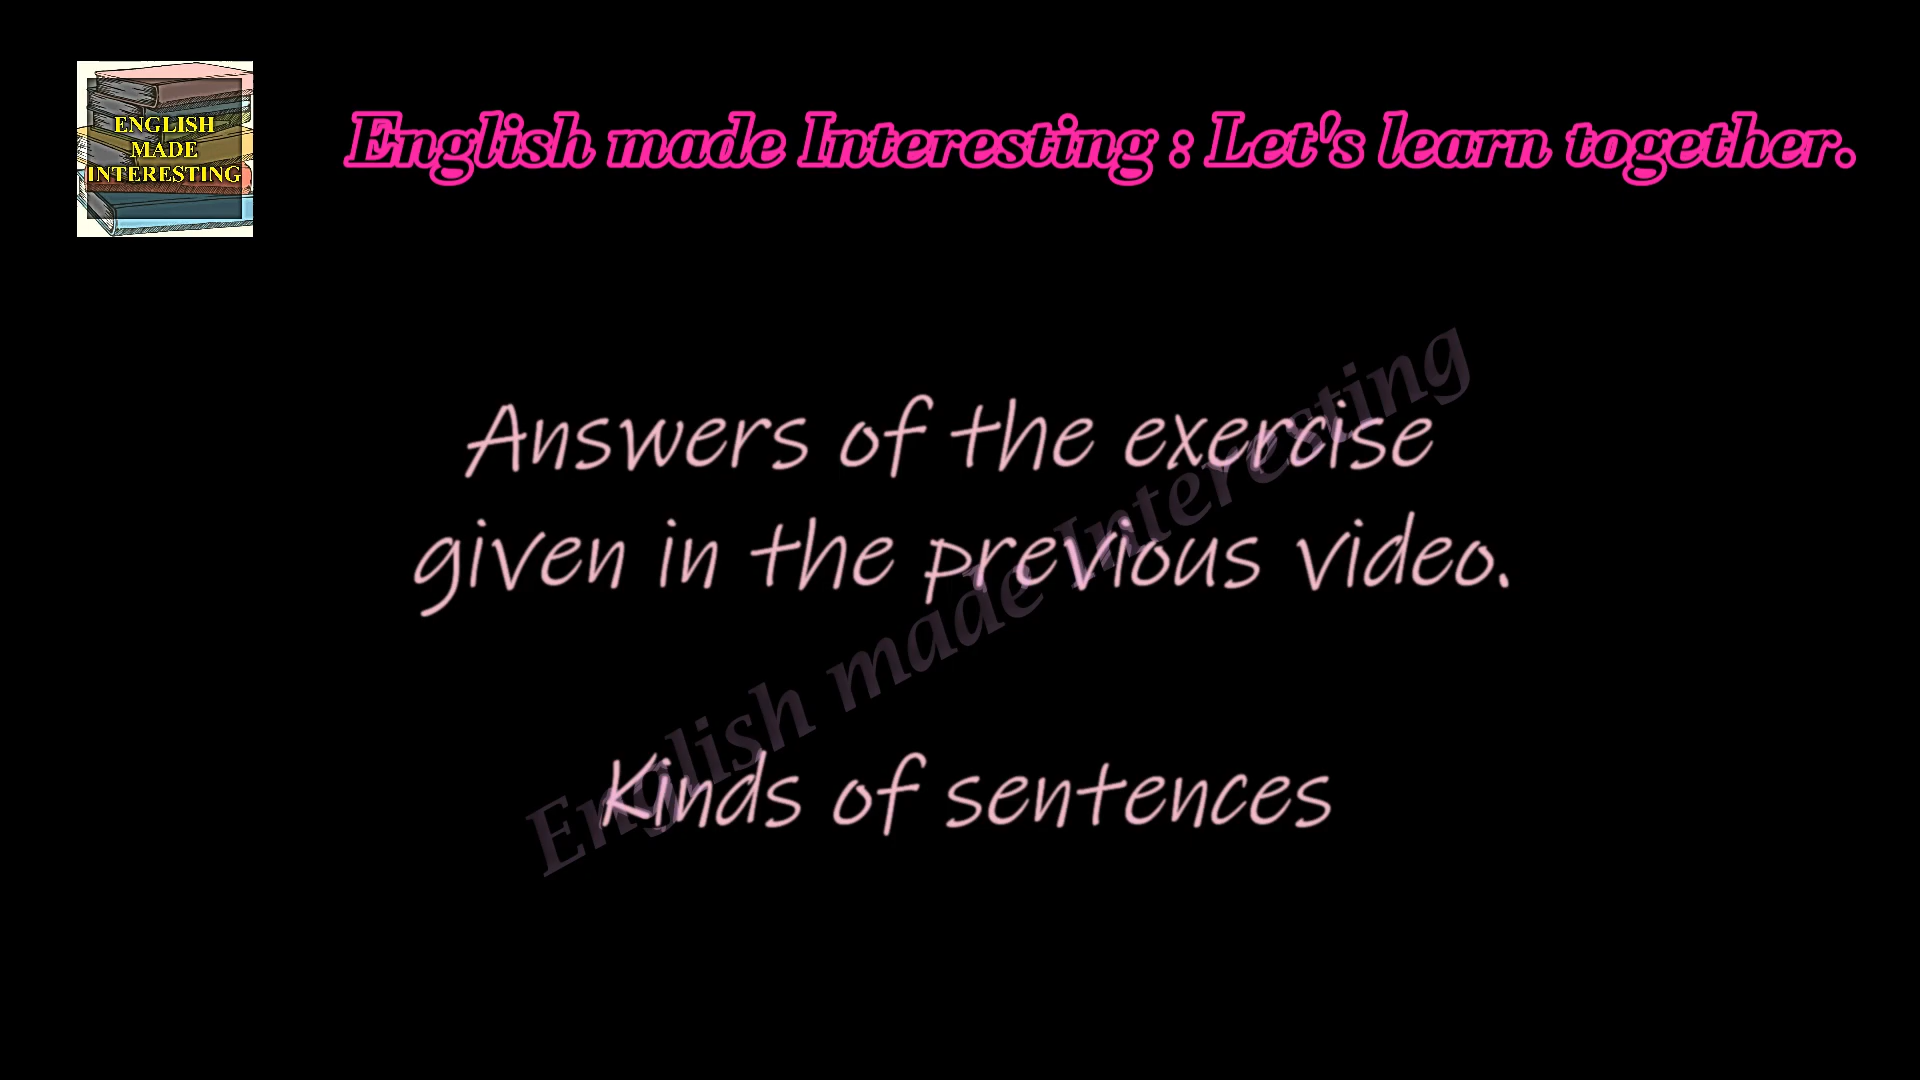 ENGLISH
MADE
INTERESTING
English made Interesting : Let's learn together.
Answers of the exercise
given in the previous video.
Kinds of sentences
English made Interesting